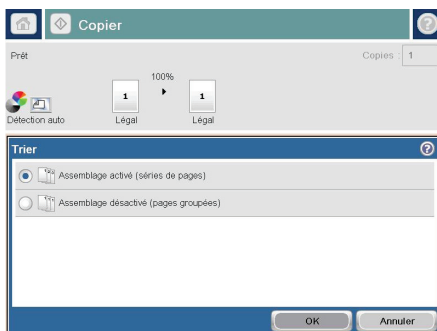 Copier
Prêt
Copies : 1
100%
1
1
Détection auto
Légal
Légal
Trier
Assemblage activé (séries de pages)
Assemblage désactivé (pages groupées)
OK
Annuler